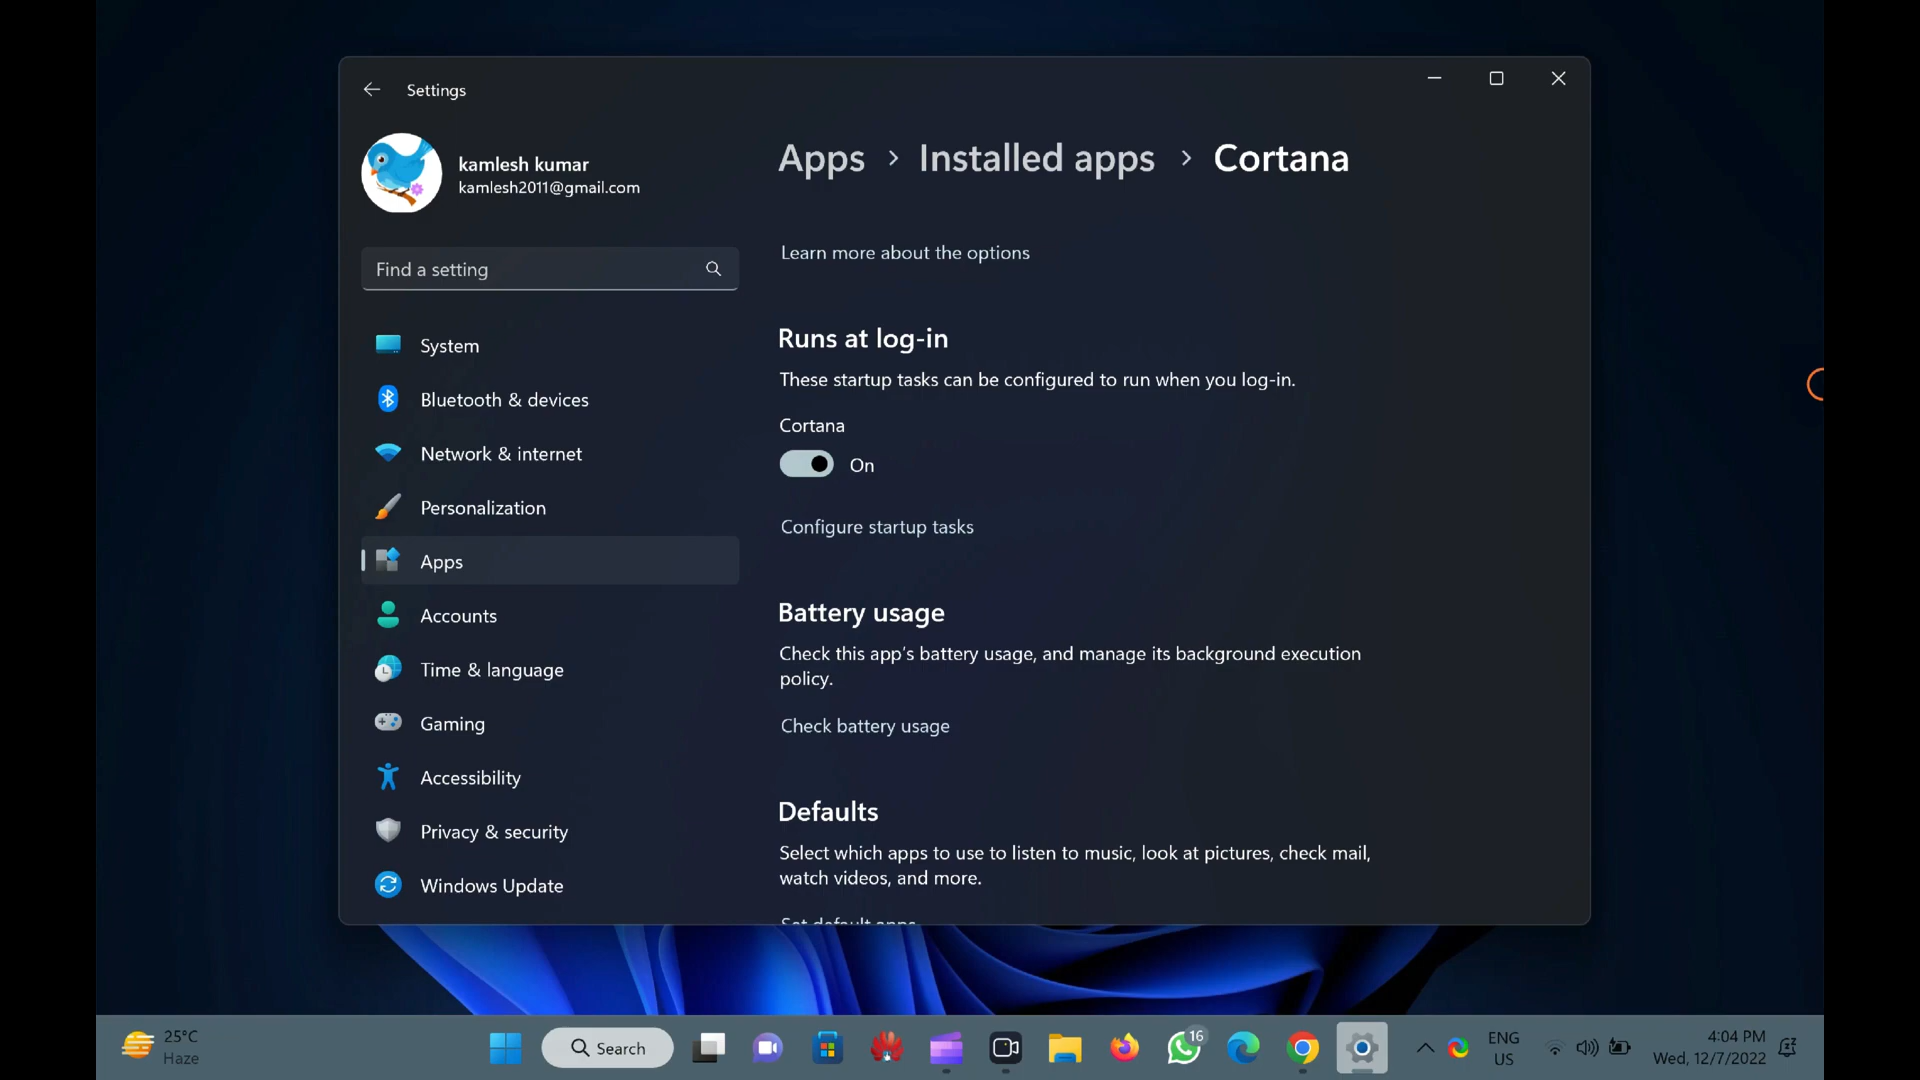 Settings
kamlesh kumar
kamlesh2011@gmail.com
Find a setting
System
Bluetooth & devices
Network & internet
Personalization
Apps
Accounts
Time & language
Gaming
Accessibility
Privacy & security
Windows Update
Apps > Installed apps > Cortana
Learn more about the options
Runs at log-in
These startup tasks can be configured to run when you log-in.
Cortana
On
Configure startup tasks
Battery usage
Check this app's battery usage, and manage its background execution
policy.
Check battery usage
Defaults
Select which apps to use to listen to music, look at pictures, check mail,
watch videos, and more.
Set default apps
25°C
Haze
Search
16
ENG
US
4:04 PM
Wed, 12/7/2022